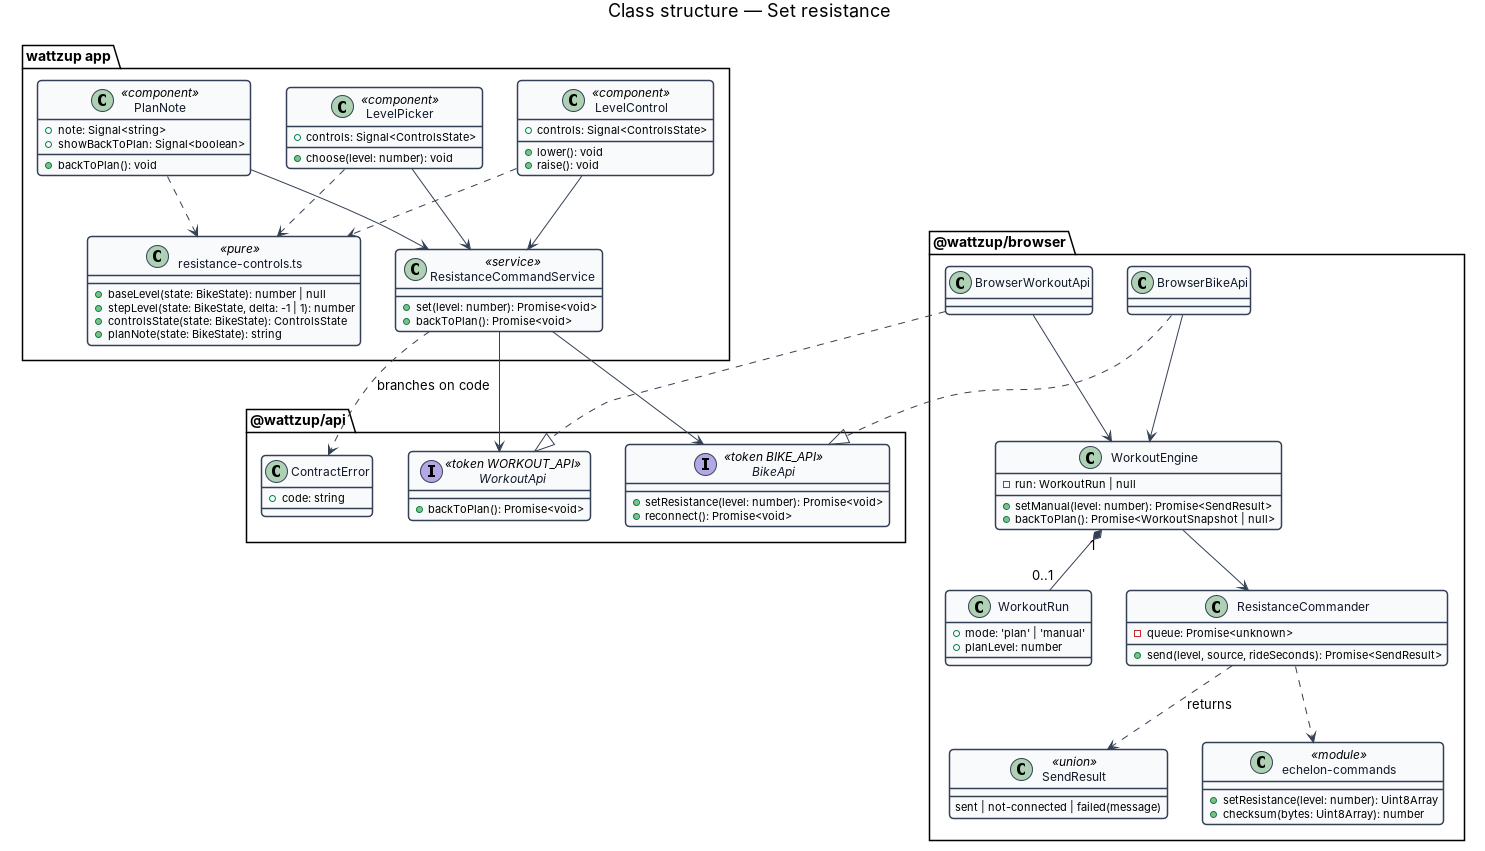 Class structure — Set resistance
wattzup app
C
«component»
PlanNote
note: Signal<string>
showBackToPlan: Signal<boolean>
backToPlan(): void
C
«component»
LevelPicker
controls: Signal<ControlsState>
choose(level: number): void
C
«component»
LevelControl
controls: Signal<ControlsState>
lower(): void
raise(): void
C
«pure»
resistance-controls.ts
baseLevel(state: BikeState): number | null
stepLevel(state: BikeState, delta: -1 | 1): number
controlsState(state: BikeState): ControlsState
planNote(state: BikeState): string
C
«service»
ResistanceCommandService
set(level: number): Promise<void>
backToPlan(): Promise<void>
branches on code
@wattzup/api
C
ContractError
code: string
I
«token WORKOUT_API»
WorkoutApi
backToPlan(): Promise<void>
I
«token BIKE_API»
BikeApi
setResistance(level: number): Promise<void>
reconnect(): Promise<void>
@wattzup/browser
C
BrowserWorkoutApi
C
BrowserBikeApi
C
WorkoutEngine
run: WorkoutRun | null
setManual(level: number): Promise<SendResult>
backToPlan(): Promise<WorkoutSnapshot | null>
1
0..1
C
WorkoutRun
mode: 'plan' | 'manual'
planLevel: number
C
ResistanceCommander
queue: Promise<unknown>
send(level, source, rideSeconds): Promise<SendResult>
returns
C
«union»
SendResult
sent | not-connected | failed(message)
C
«module»
echelon-commands
setResistance(level: number): Uint8Array
checksum(bytes: Uint8Array): number